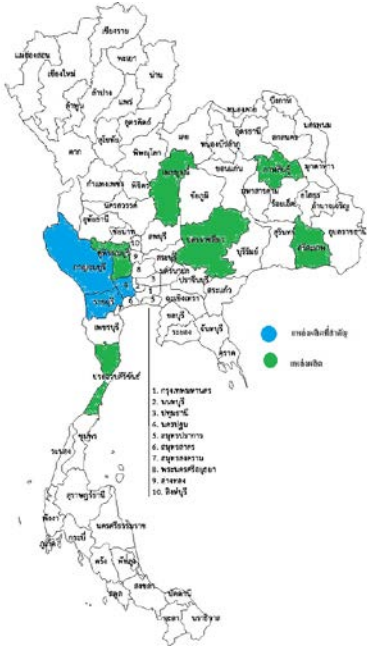 เชียงราย
แม่ฮ่องสอน
พะเยา
เชียงใหม่
น่าน
ลำปาง
ลำพูน
แพร่
อุตรดิตถ์
สุโขทัย
ตาก
พิษณุโลก
กำแพงเพชร
พิจิตร
เพชรบูรณ์
นครสวรรค์
อุทัยธานี
ชัยนาท
ลพบุรี
เลย
หนองบัวลำภู
อุดรธานี
หนองคาย
บึงกาฬ
สกลนคร
นครพนม
ขอนแก่น
กาฬสินธุ์
มุกดาหาร
ชัยภูมิ
มหาสารคาม
ร้อยเอ็ด
ยโสธร
อำนาจเจริญ
นครราชสีมา
บุรีรัมย์
สุรินทร์
ศรีสะเกษ
อุบลราชธานี
กาญจนบุรี
สุพรรณบุรี
10
9
8
สระบุรี
นครนายก
ปราจีนบุรี
สระแก้ว
ราชบุรี
4
6
5
ฉะเชิงเทรา
ชลบุรี
ระยอง
จันทบุรี
ตราด
เพชรบุรี
ประจวบคีรีขันธ์
ชุมพร
ระนอง
สุราษฎร์ธานี
พังงา
ภูเก็ต
กระบี่
นครศรีธรรมราช
ตรัง
พัทลุง
สตูล
สงขลา
ปัตตานี
ยะลา
นราธิวาส
แหล่งผลิตที่สำคัญ
แหล่งผลิต
1. กรุงเทพมหานคร
2. นนทบุรี
3. ปทุมธานี
4. นครปฐม
5. สมุทรปราการ
6. สมุทรสาคร
7. สมุทรสงคราม
8. พระนครศรีอยุธยา
9. อ่างทอง
10. สิงห์บุรี